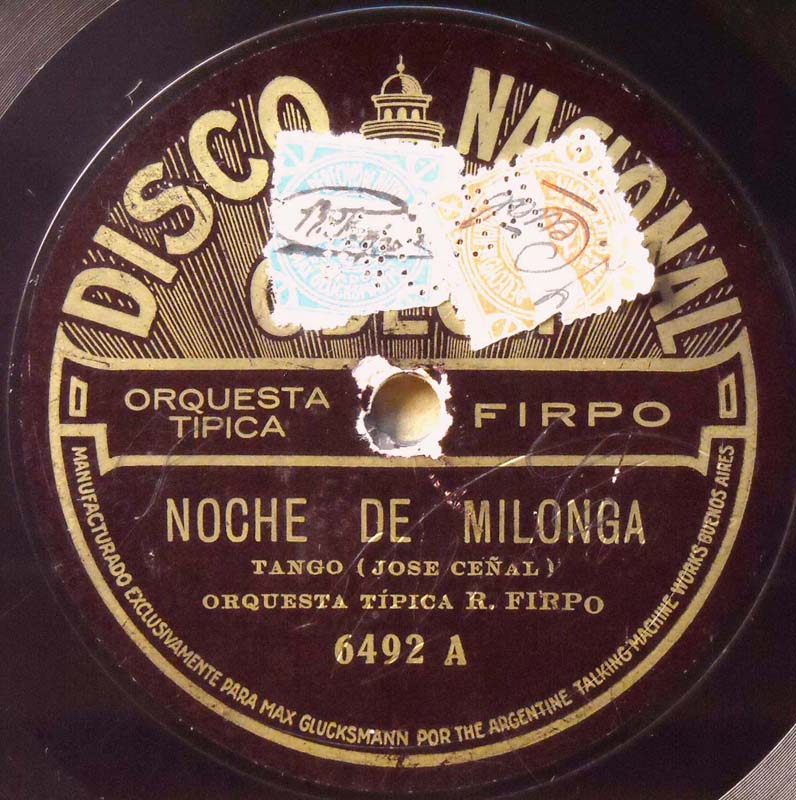 DISCO NACIONAL
ORQUESTA TIPICA FIRPO
NOCHE DE MILONGA
TANGO (JOSE CEÑAL)
ORQUESTA TÍPICA R. FIRPO
6492 A
MANUFACTURADO EXCLUSIVAMENTE PARA MAX GLUCKSMANN POR THE ARGENTINE TALKING MACHINE WORKS BUENOS AIRES